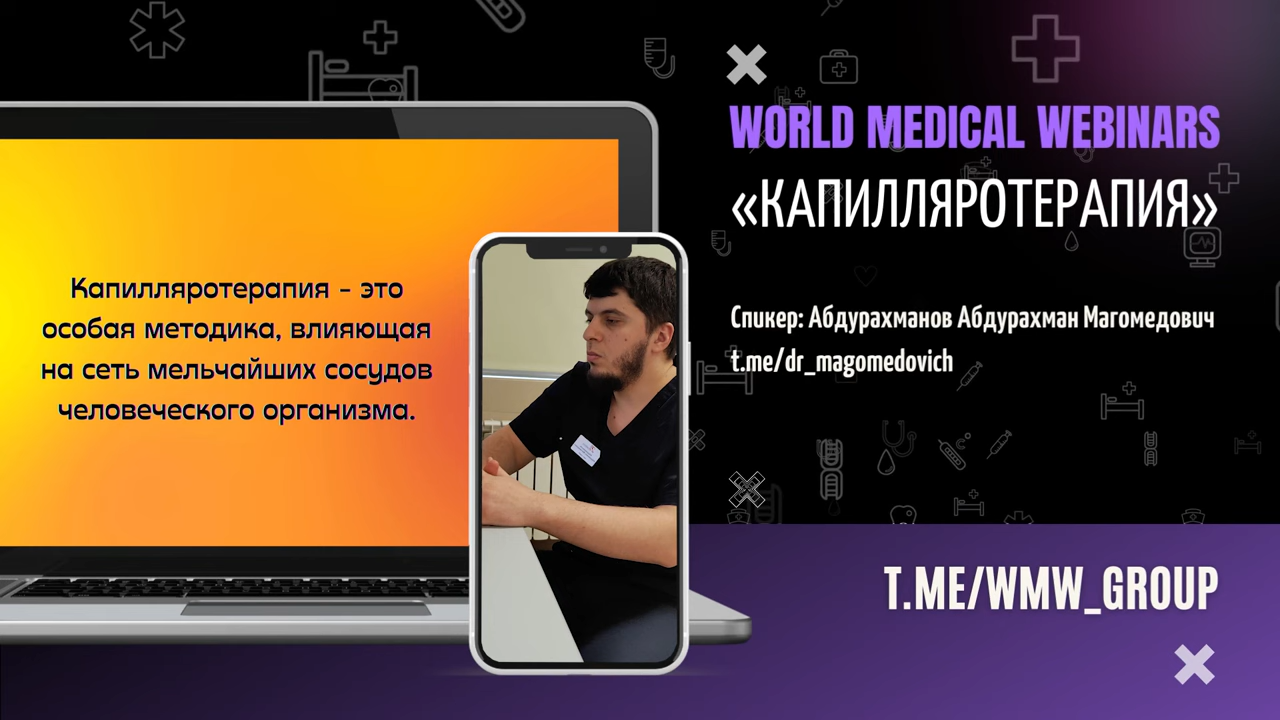 WORLD MEDICAL WEBINARS
«КАПИЛЛЯРОТЕРАПИЯ»
Капилляротерапия - это
особая методика, влияющая
на сеть мельчайших сосудов
человеческого организма.
Спикер: Абдурахманов Абдурахман Магомедович
t.me/dr_magomedovich
T.ME/WMW_GROUP